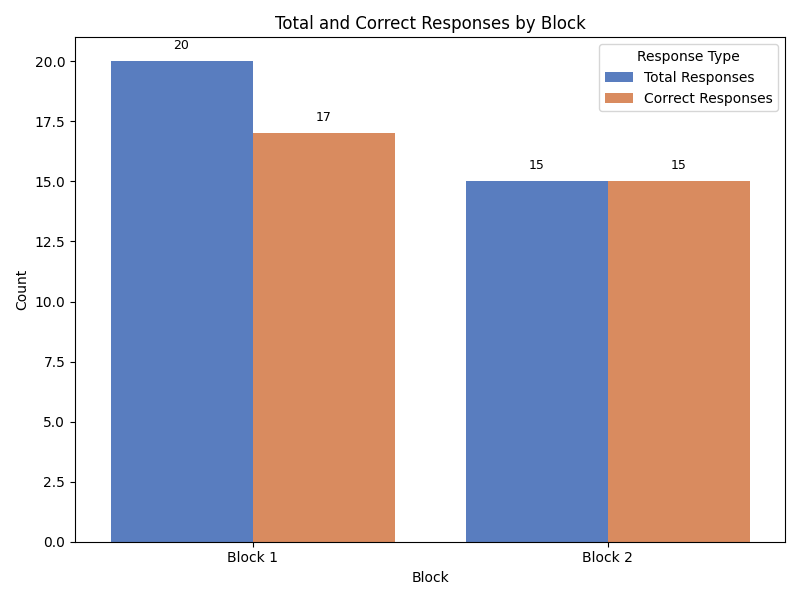 Total and Correct Responses by Block
20
17
15
15
Response Type
Total Responses
Correct Responses
20.0
17.5
15.0
12.5
10.0
7.5
5.0
2.5
0.0
Count
Block 1
Block 2
Block